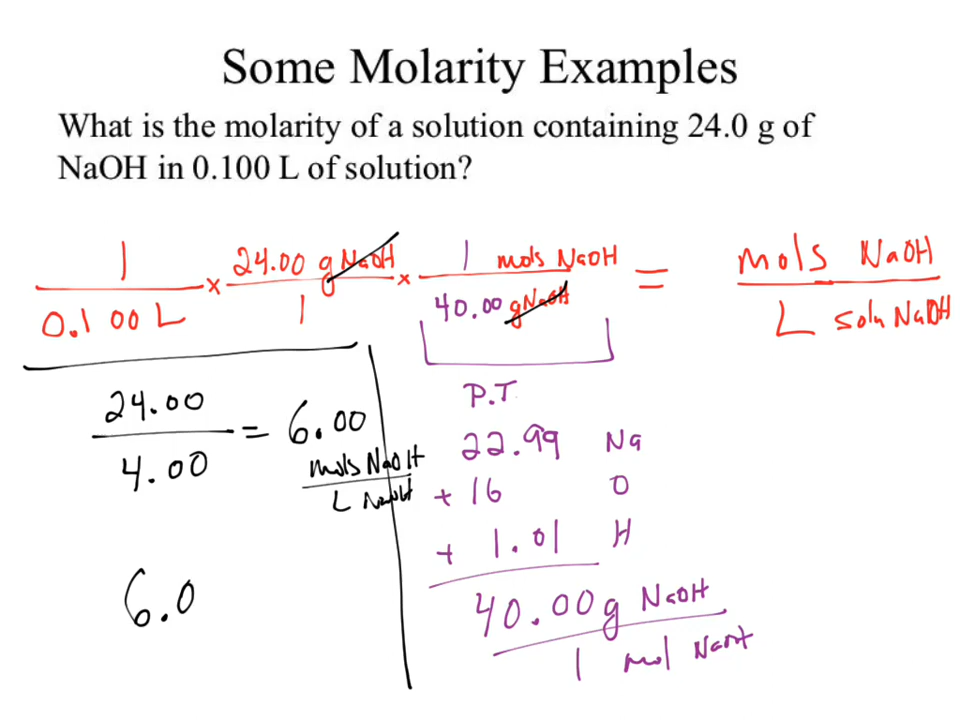 Some Molarity Examples
What is the molarity of a solution containing 24.0 g of
NaOH in 0.100 L of solution?
1 / 0.100 L × 24.00 g NaOH / 1 × 1 mols NaOH / 40.00 g NaOH = mols NaOH / L soln NaOH
24.00 / 4.00 = 6.00 mols NaOH / L NaOH
6.0
P.T
22.99 Na
+ 16 O
+ 1.01 H
40.00 g NaOH
1 mol NaOH